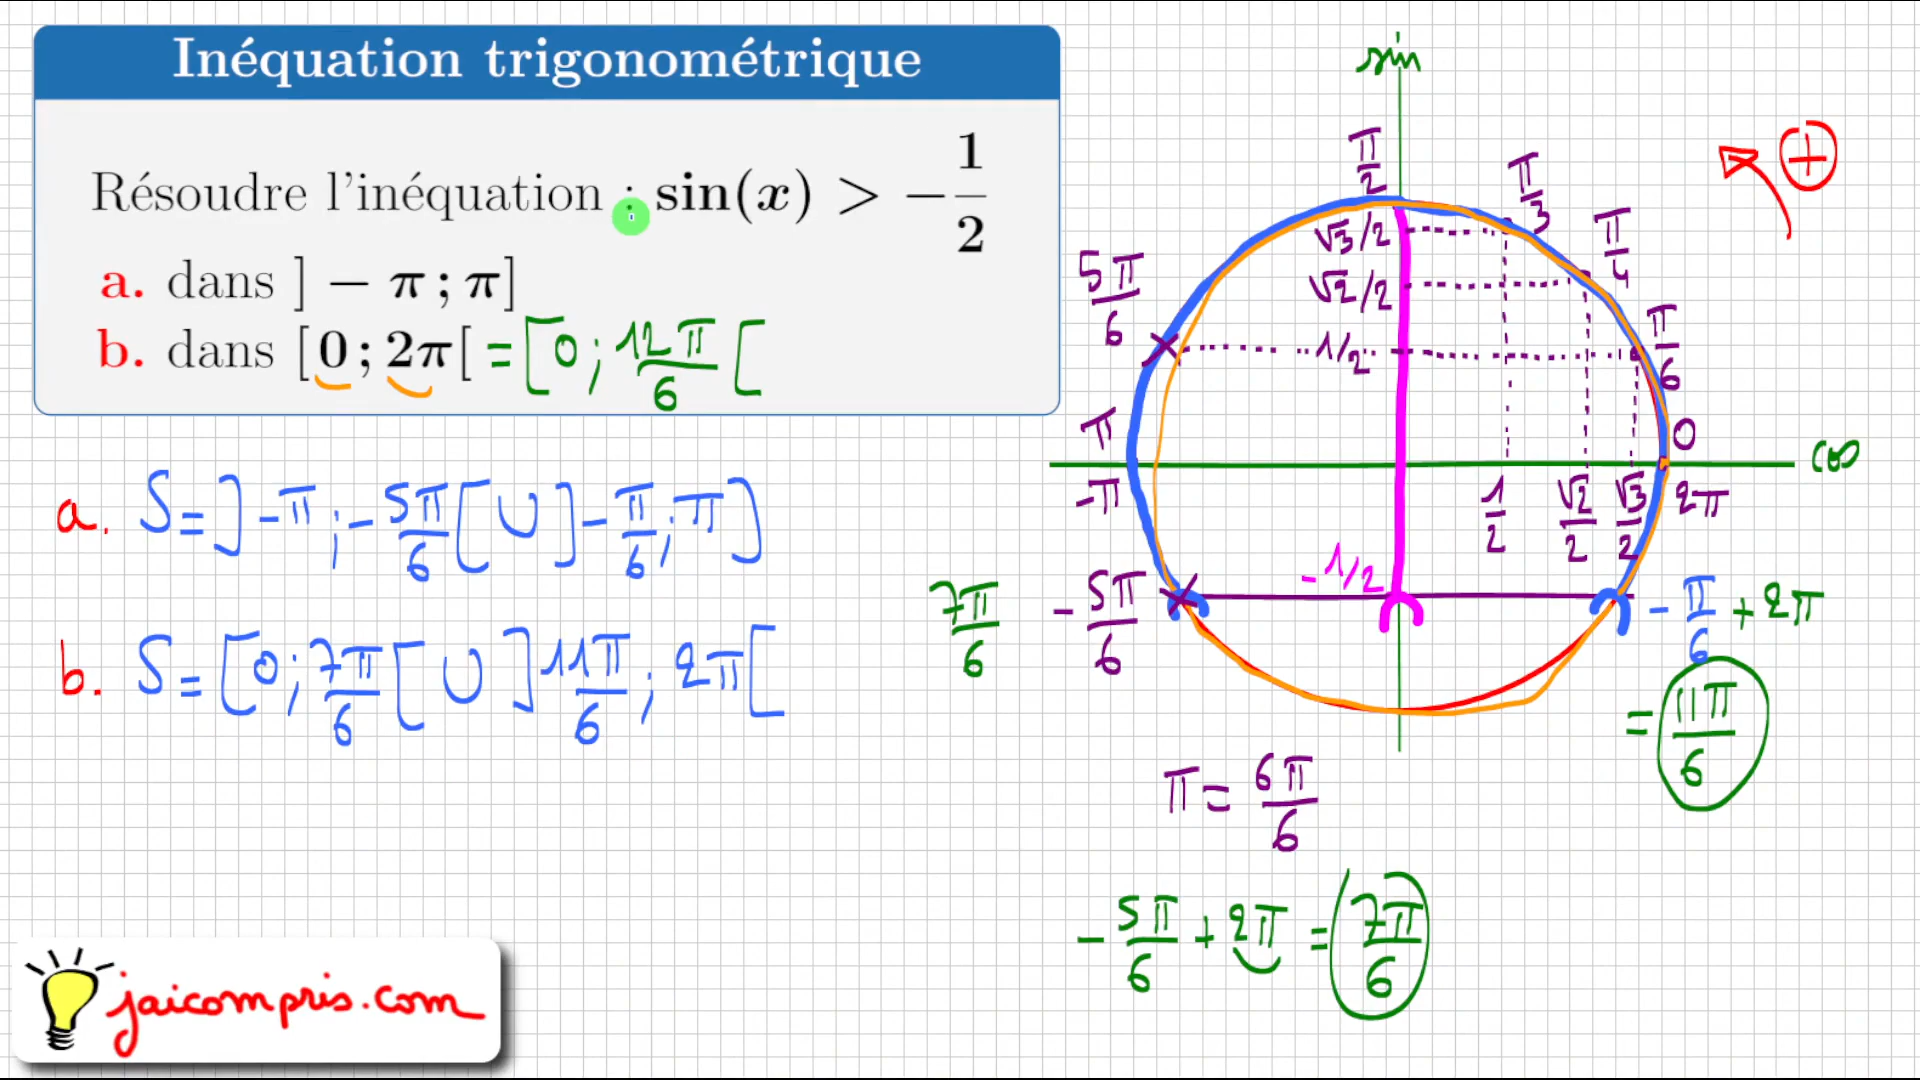 Inéquation trigonométrique
Résoudre l'inéquation : sin(x) > −1/2
a. dans ] − π ; π]
b. dans [0 ; 2π[ = [0 ; 12π/6 [
a. S = ]−π ; −5π/6 [ ∪ ]−π/6 ; π]
b. S = [0 ; 7π/6 [ ∪ ]11π/6 ; 2π[
sin
+
π/2
π/3
√3/2
π/4
√2/2
5π/6
1/2
π/6
π
0
cos
-π
1/2
√2/2
√3/2
2π
-1/2
7π/6
-5π/6
-π/6 + 2π
= 11π/6
π = 6π/6
-5π/6 + 2π = 7π/6
jaicompris.com